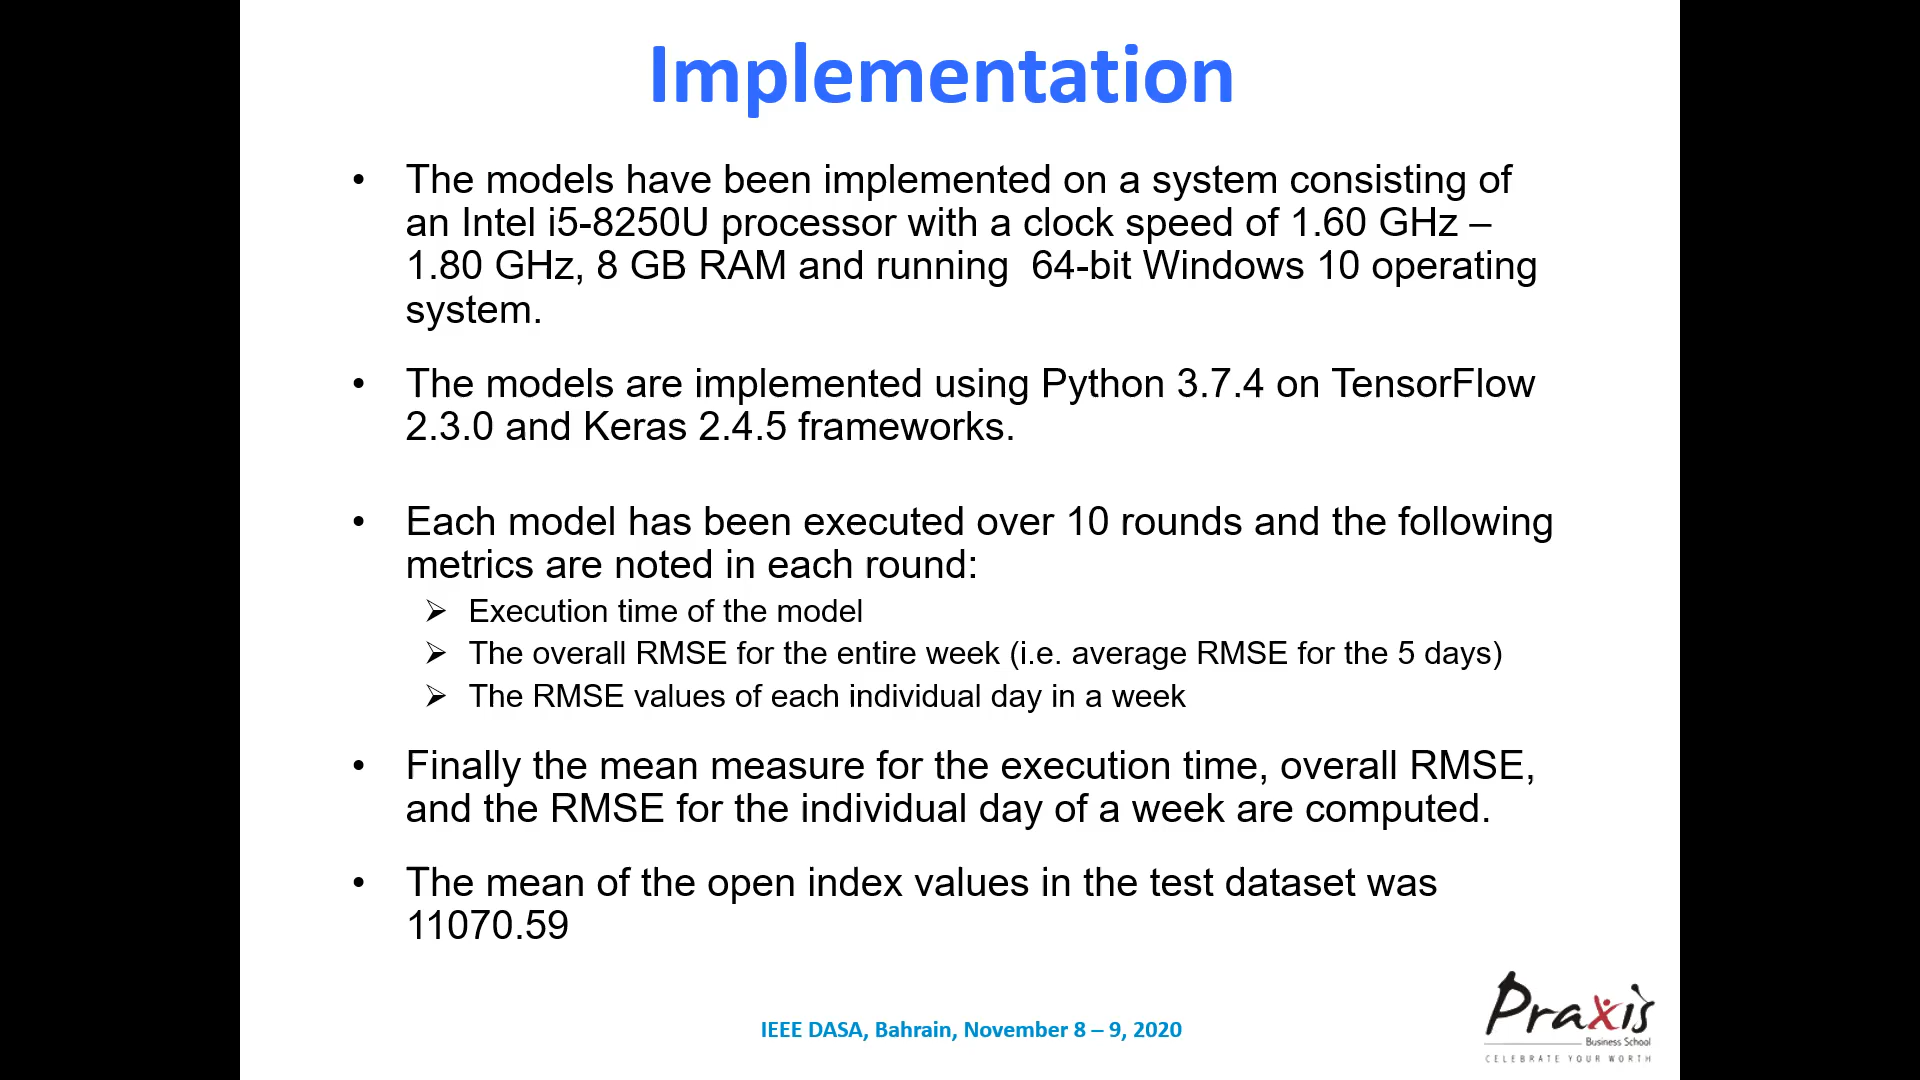 Implementation
• The models have been implemented on a system consisting of
an Intel i5-8250U processor with a clock speed of 1.60 GHz –
1.80 GHz, 8 GB RAM and running  64-bit Windows 10 operating
system.
• The models are implemented using Python 3.7.4 on TensorFlow
2.3.0 and Keras 2.4.5 frameworks.
• Each model has been executed over 10 rounds and the following
metrics are noted in each round:
➢ Execution time of the model
➢ The overall RMSE for the entire week (i.e. average RMSE for the 5 days)
➢ The RMSE values of each individual day in a week
• Finally the mean measure for the execution time, overall RMSE,
and the RMSE for the individual day of a week are computed.
• The mean of the open index values in the test dataset was
11070.59
IEEE DASA, Bahrain, November 8 – 9, 2020
Praxis
Business School
CELEBRATE YOUR WORTH